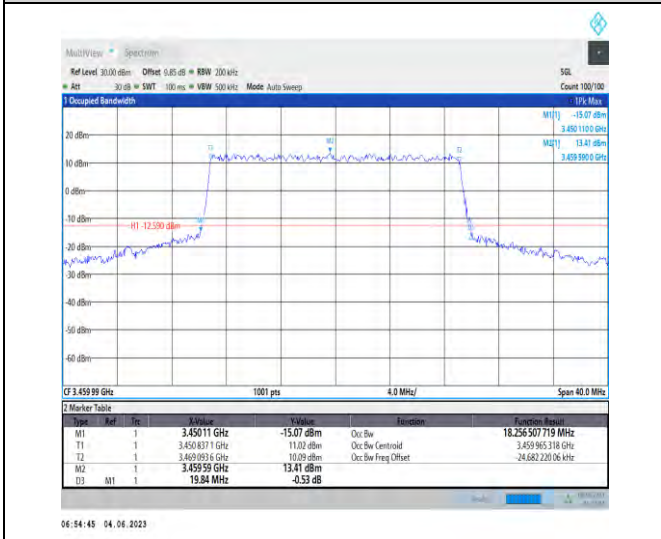 MultiView Spectrum
Ref Level 30.00 dBm Offset 9.85 dB RBW 200 kHz SGL
Att 30 dB SWT 100 ms VBW 500 kHz Mode Auto Sweep Count 100/100
1 Occupied Bandwidth 1Pk Max
M1[1] -15.07 dBm
3.450 1100 GHz
M2[1] 13.41 dBm
3.459 5900 GHz
20 dBm
T1 M2 T2
10 dBm
0 dBm
-10 dBm
H1 -12.590 dBm
-20 dBm
-30 dBm
-40 dBm
-50 dBm
-60 dBm
CF 3.459 99 GHz 1001 pts 4.0 MHz/ Span 40.0 MHz
2 Marker Table
Type Ref Trc X-Value Y-Value Function Function Result
M1 1 3.45011 GHz -15.07 dBm Occ Bw 18.256 507 719 MHz
T1 1 3.450 837 1 GHz 11.02 dBm Occ Bw Centroid 3.459 965 318 GHz
T2 1 3.469 093 6 GHz 10.09 dBm Occ Bw Freq Offset -24.682 220 06 kHz
M2 1 3.459 59 GHz 13.41 dBm
D3 M1 1 19.84 MHz -0.53 dB
06:54:45 04.06.2023